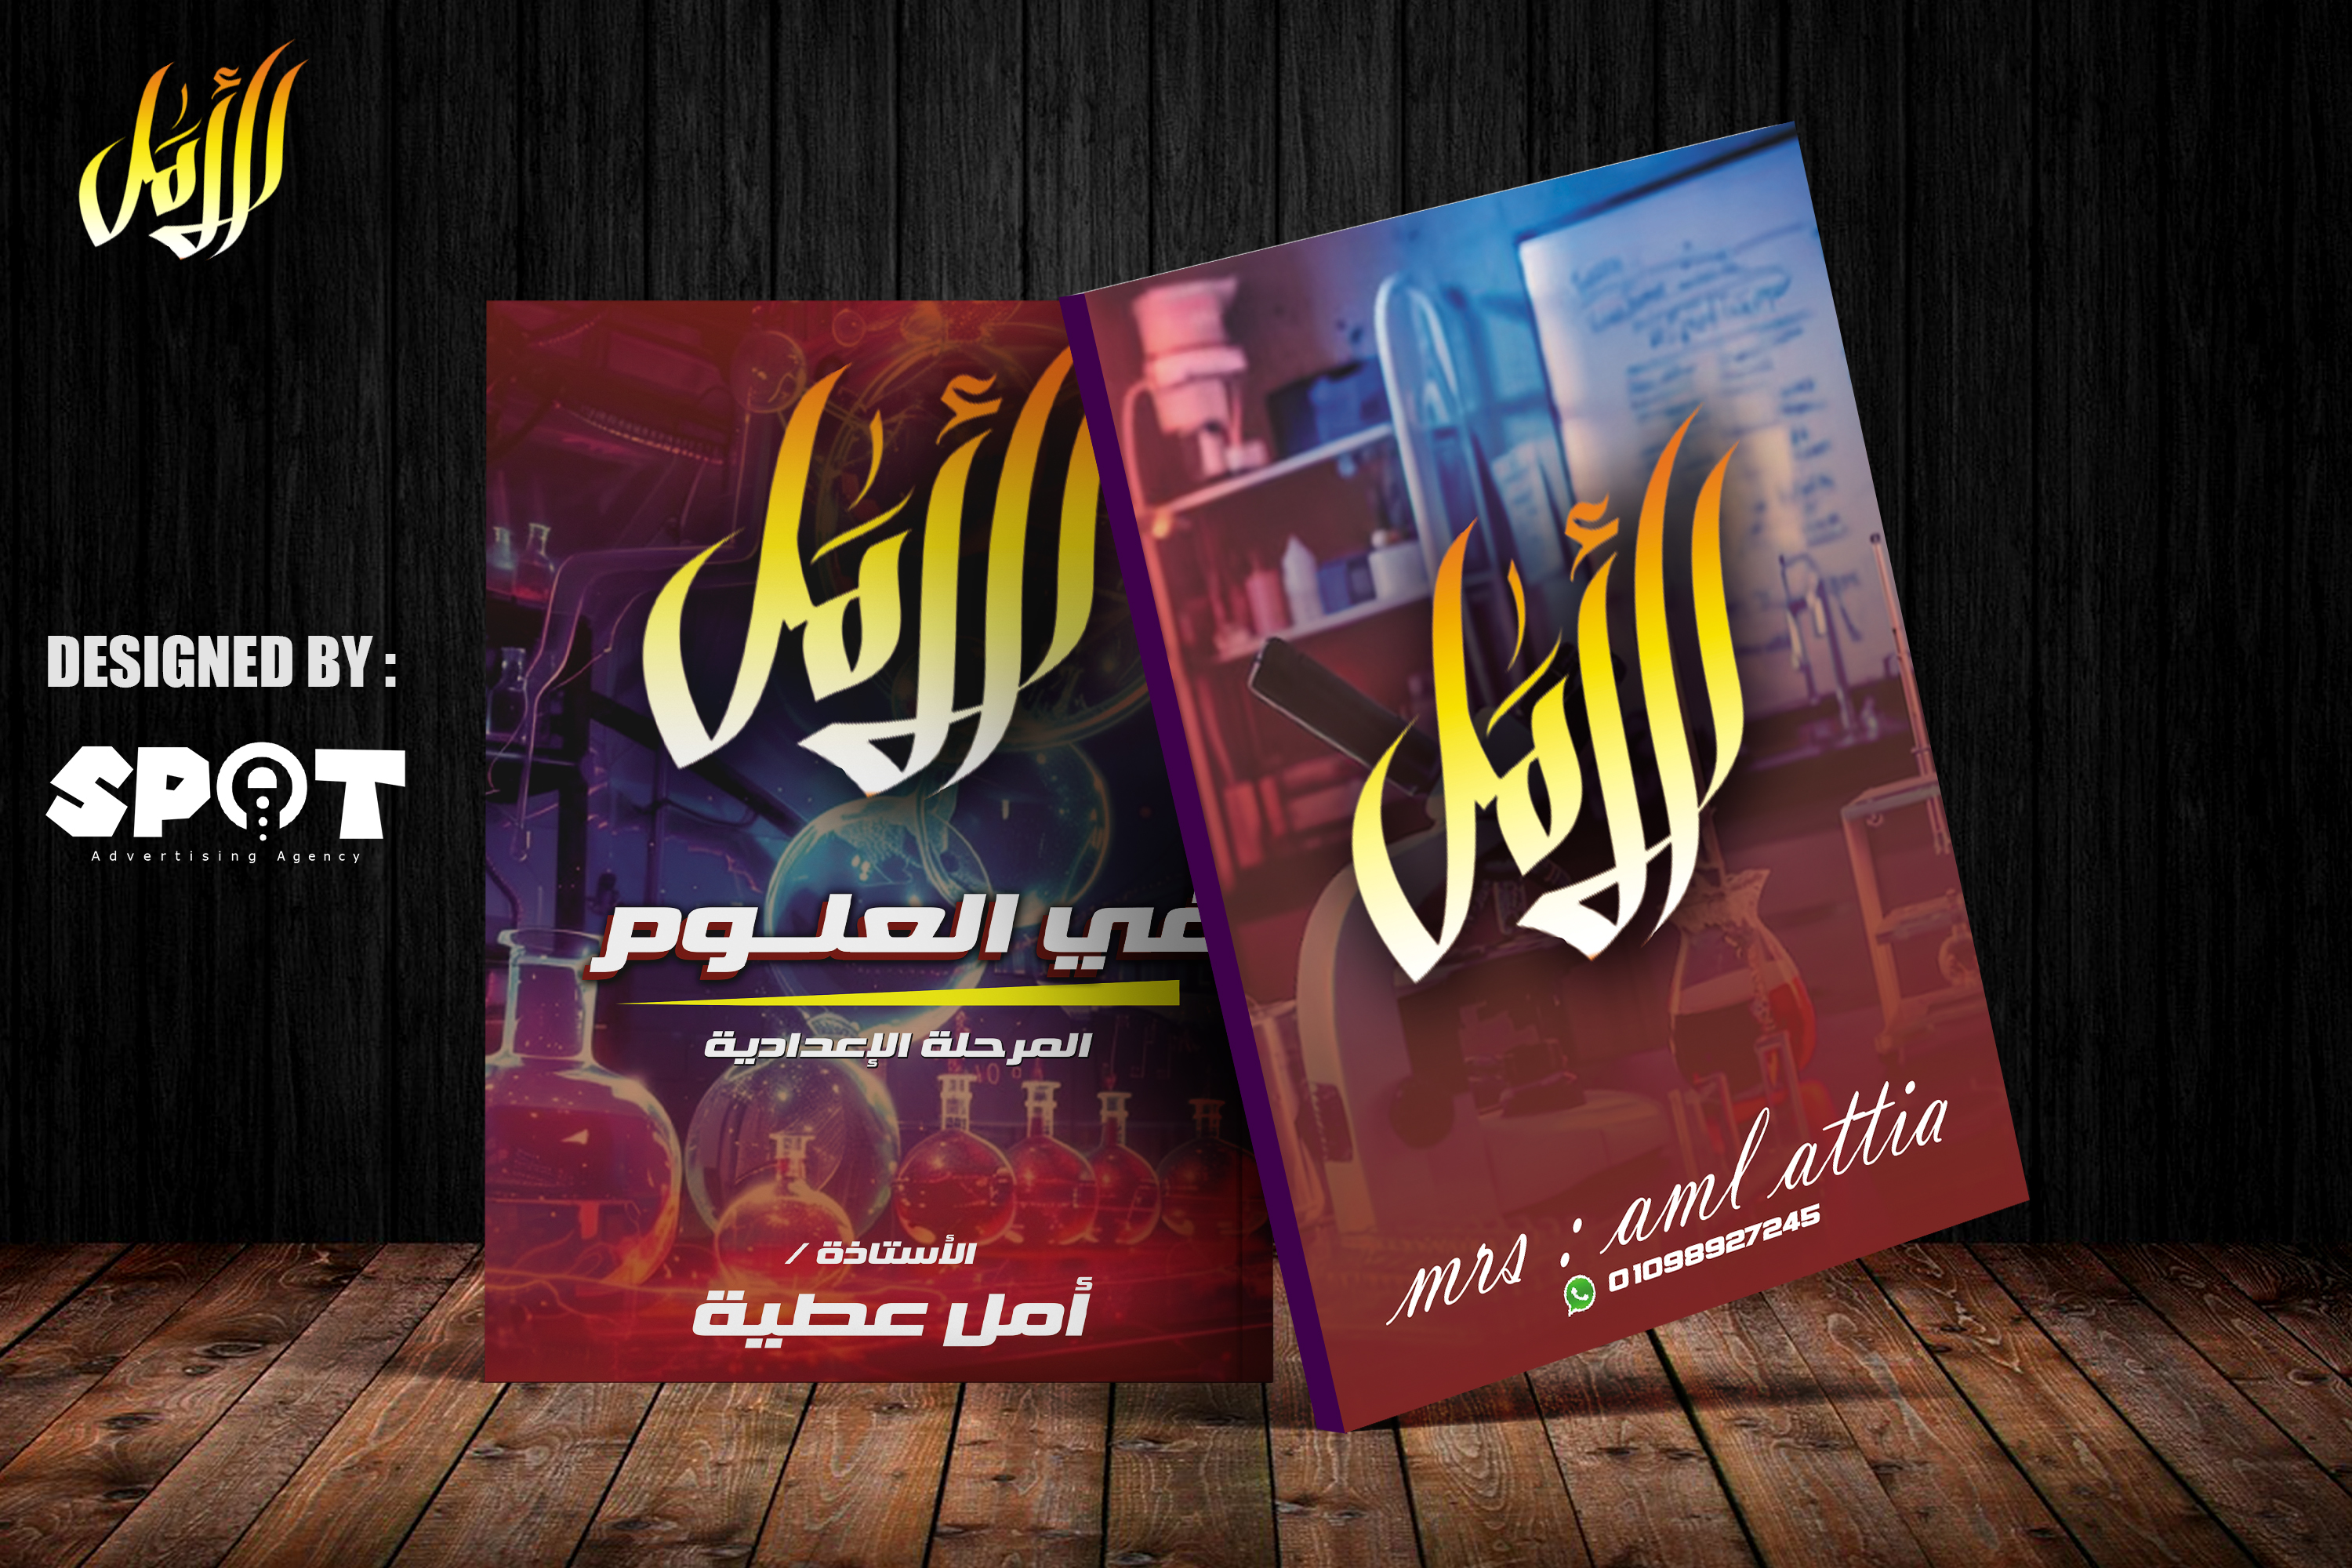 الأمل
DESIGNED BY :
SPOT
Advertising Agency
الأمل
في العلوم
المرحلة الإعدادية
الأستاذة /
أمل عطية
الأمل
mrs : aml attia
01098927245